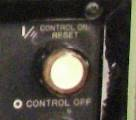 CONTROL ON
RESET
CONTROL OFF